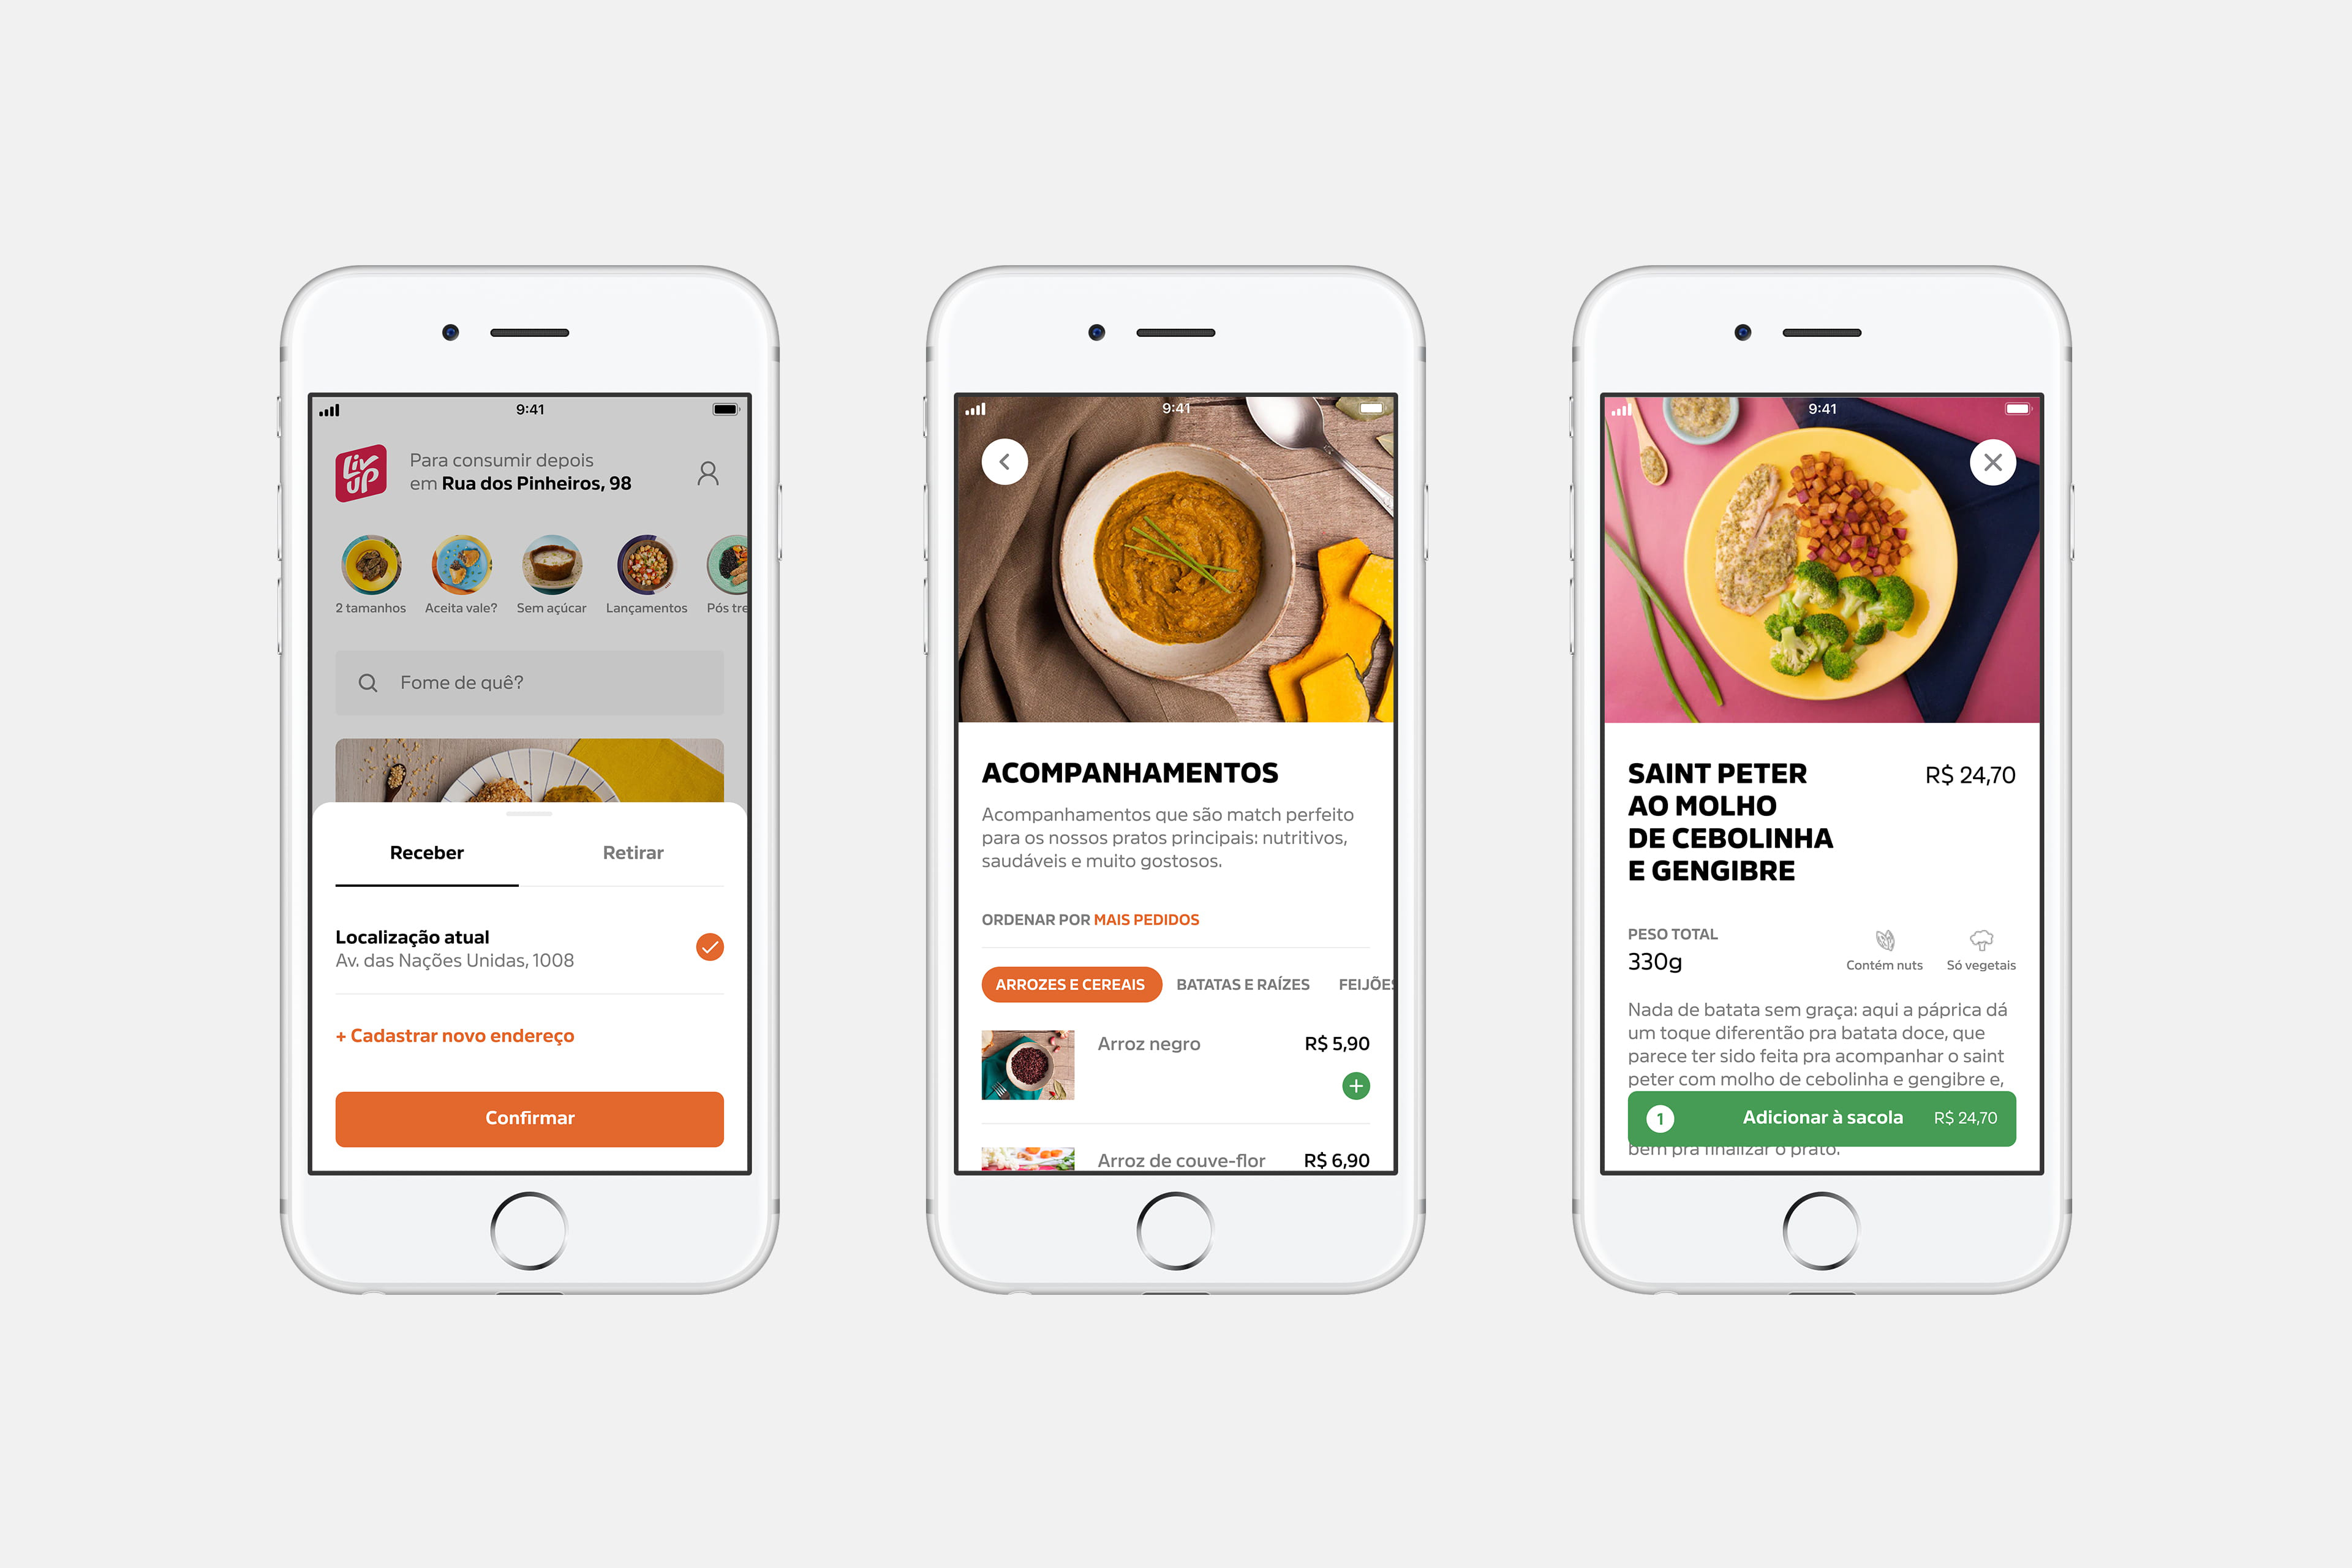 9:41
Liv
up
Para consumir depois
em Rua dos Pinheiros, 98
2 tamanhos
Aceita vale?
Sem açúcar
Lançamentos
Pós tre
Fome de quê?
Receber
Retirar
Localização atual
Av. das Nações Unidas, 1008
+ Cadastrar novo endereço
Confirmar
9:41
ACOMPANHAMENTOS
Acompanhamentos que são match perfeito
para os nossos pratos principais: nutritivos,
saudáveis e muito gostosos.
ORDENAR POR MAIS PEDIDOS
ARROZES E CEREAIS
BATATAS E RAÍZES
FEIJÕES
Arroz negro
R$ 5,90
Arroz de couve-flor
R$ 6,90
9:41
SAINT PETER
AO MOLHO
DE CEBOLINHA
E GENGIBRE
R$ 24,70
PESO TOTAL
330g
Contém nuts
Só vegetais
Nada de batata sem graça: aqui a páprica dá
um toque diferentão pra batata doce, que
parece ter sido feita pra acompanhar o saint
peter com molho de cebolinha e gengibre e,
1
Adicionar à sacola
R$ 24,70
bem pra finalizar o prato.